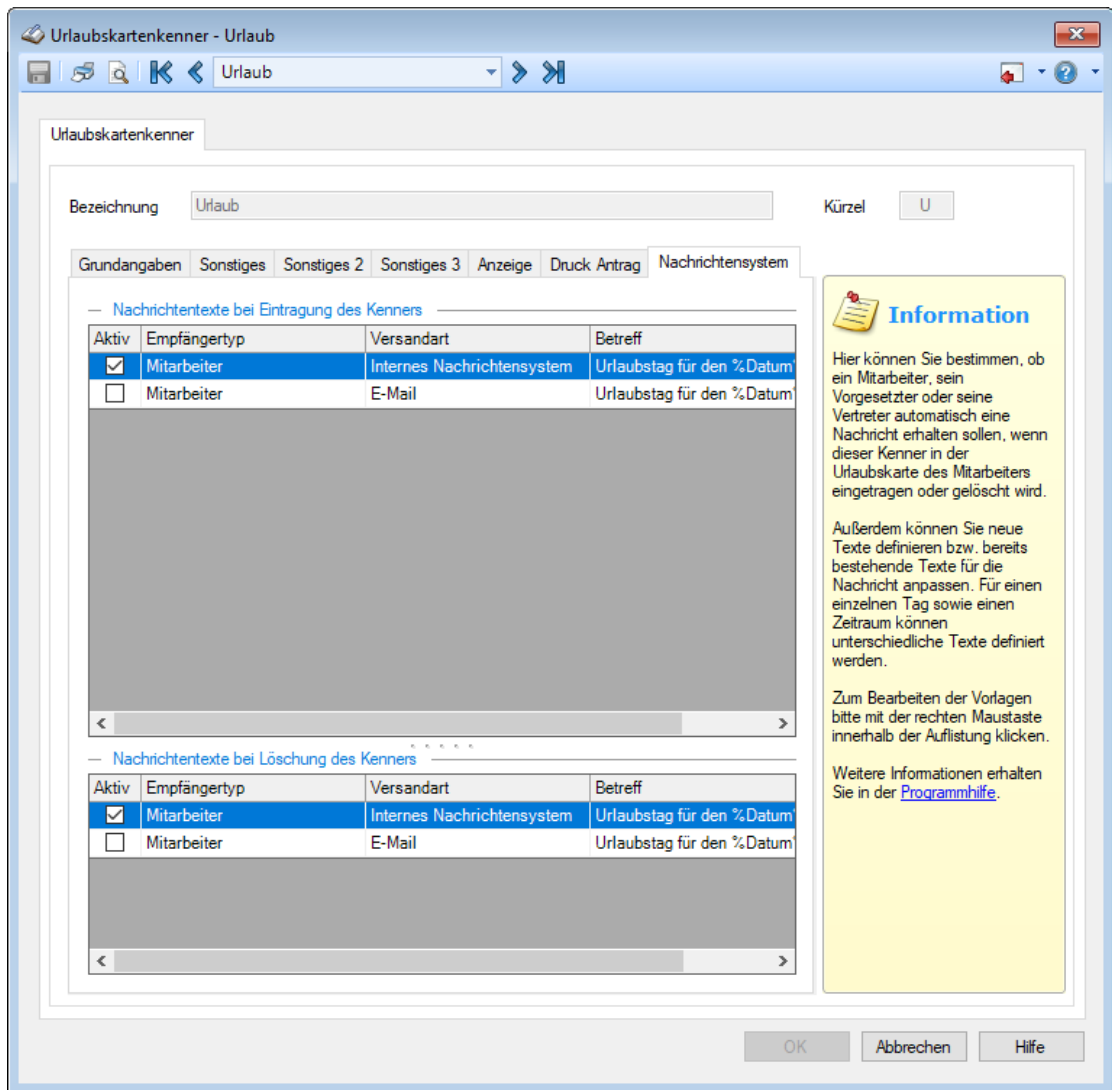 Urlaubskartenkenner - Urlaub
Urlaub
Urlaubskartenkenner
Bezeichnung Urlaub Kürzel U
Grundangaben Sonstiges Sonstiges 2 Sonstiges 3 Anzeige Druck Antrag Nachrichtensystem
Nachrichtentexte bei Eintragung des Kenners
Aktiv Empfängertyp Versandart Betreff
Mitarbeiter Internes Nachrichtensystem Urlaubstag für den %Datum
Mitarbeiter E-Mail Urlaubstag für den %Datum
Nachrichtentexte bei Löschung des Kenners
Aktiv Empfängertyp Versandart Betreff
Mitarbeiter Internes Nachrichtensystem Urlaubstag für den %Datum
Mitarbeiter E-Mail Urlaubstag für den %Datum
Information
Hier können Sie bestimmen, ob
ein Mitarbeiter, sein
Vorgesetzter oder seine
Vertreter automatisch eine
Nachricht erhalten sollen, wenn
dieser Kenner in der
Urlaubskarte des Mitarbeiters
eingetragen oder gelöscht wird.
Außerdem können Sie neue
Texte definieren bzw. bereits
bestehende Texte für die
Nachricht anpassen. Für einen
einzelnen Tag sowie einen
Zeitraum können
unterschiedliche Texte definiert
werden.
Zum Bearbeiten der Vorlagen
bitte mit der rechten Maustaste
innerhalb der Auflistung klicken.
Weitere Informationen erhalten
Sie in der Programmhilfe.
OK Abbrechen Hilfe